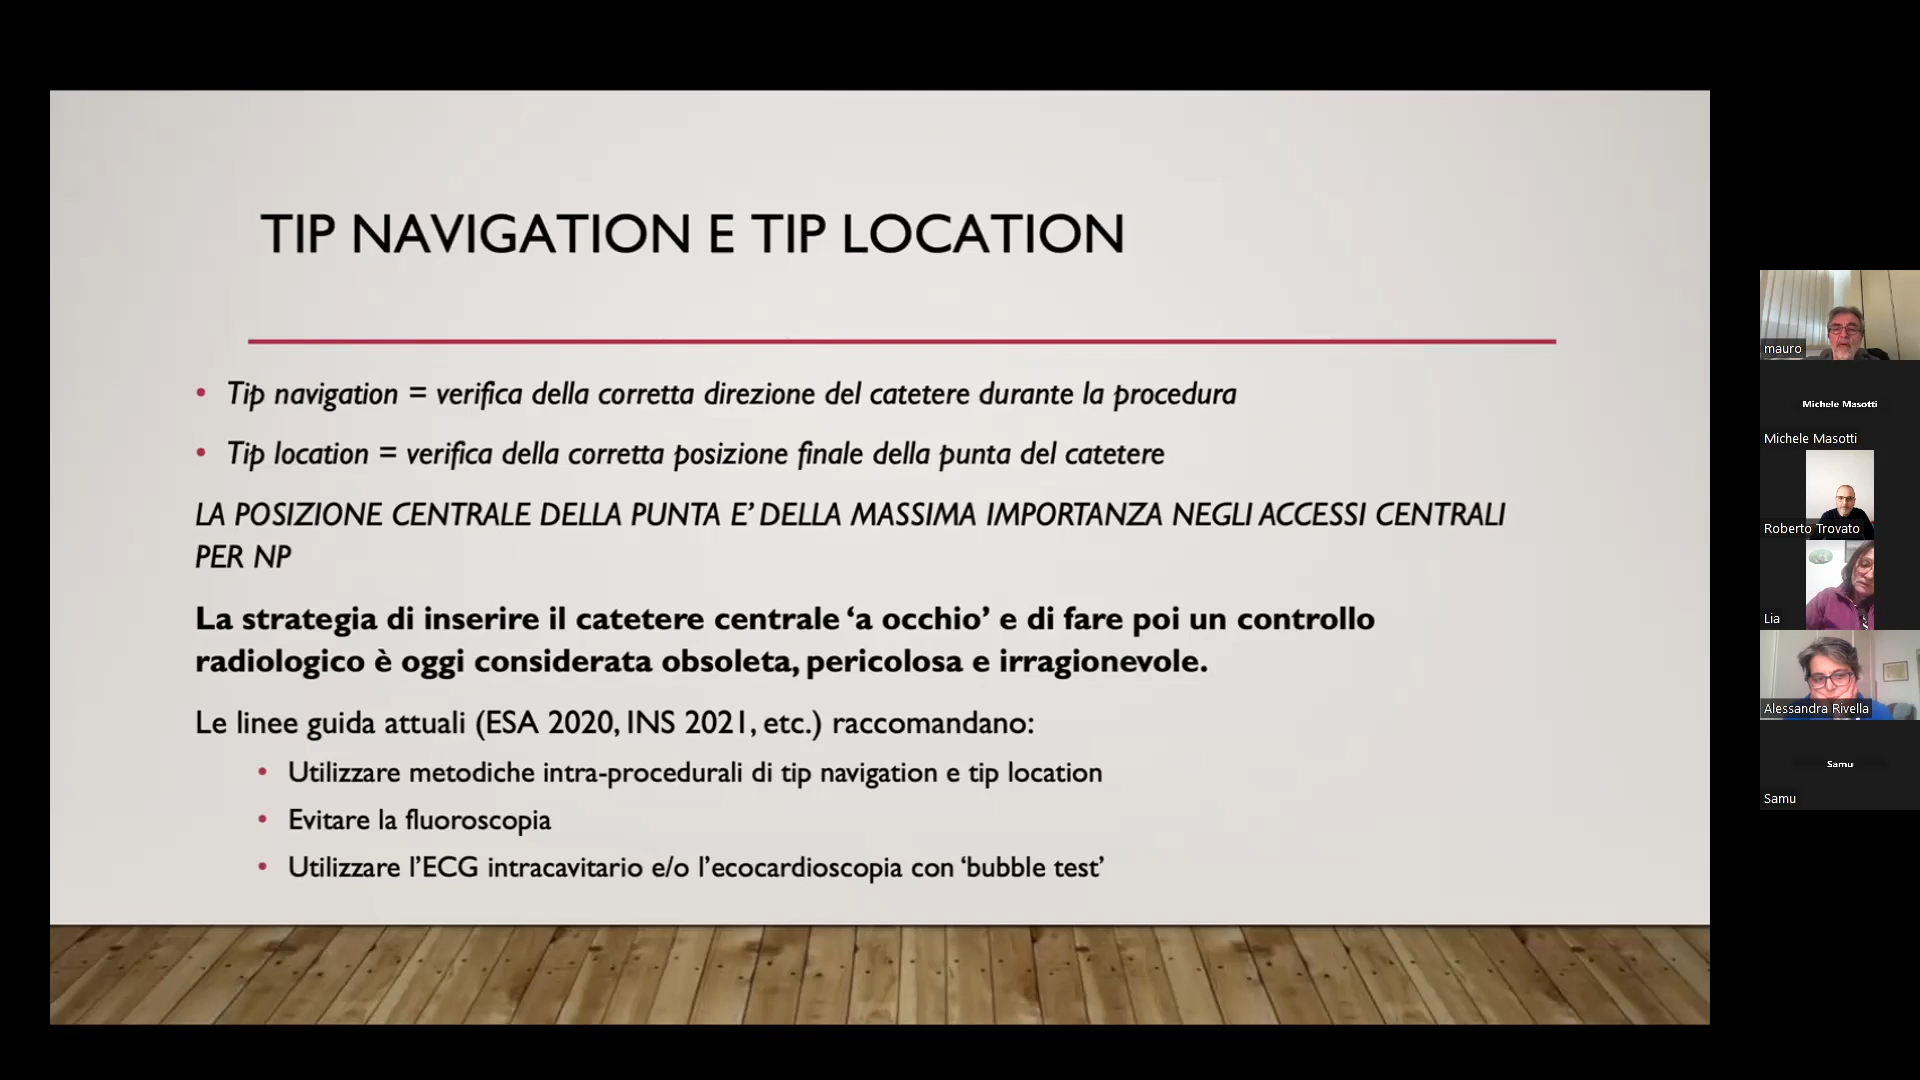 TIP NAVIGATION E TIP LOCATION
• Tip navigation = verifica della corretta direzione del catetere durante la procedura
• Tip location = verifica della corretta posizione finale della punta del catetere
LA POSIZIONE CENTRALE DELLA PUNTA E’ DELLA MASSIMA IMPORTANZA NEGLI ACCESSI CENTRALI
PER NP
La strategia di inserire il catetere centrale ‘a occhio’ e di fare poi un controllo
radiologico è oggi considerata obsoleta, pericolosa e irragionevole.
Le linee guida attuali (ESA 2020, INS 2021, etc.) raccomandano:
• Utilizzare metodiche intra-procedurali di tip navigation e tip location
• Evitare la fluoroscopia
• Utilizzare l’ECG intracavitario e/o l’ecocardioscopia con ‘bubble test’
mauro
Michele Masotti
Michele Masotti
Roberto Trovato
Lia
Alessandra Rivella
Samu
Samu